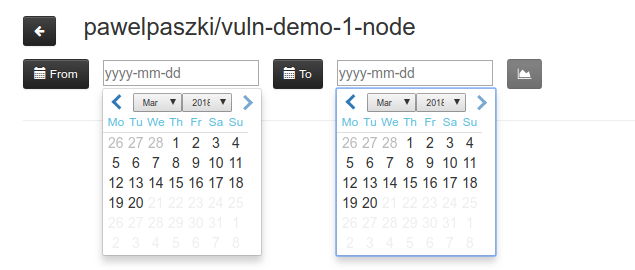 pawelpaszki/vuln-demo-1-node
From yyyy-mm-dd To yyyy-mm-dd
Mar 2018 Mar 2018
Mo Tu We Th Fr Sa Su Mo Tu We Th Fr Sa Su
26 27 28 1 2 3 4 26 27 28 1 2 3 4
5 6 7 8 9 10 11 5 6 7 8 9 10 11
12 13 14 15 16 17 18 12 13 14 15 16 17 18
19 20 21 22 23 24 25 19 20 21 22 23 24 25
26 27 28 29 30 31 1 26 27 28 29 30 31 1
2 3 4 5 6 7 8 2 3 4 5 6 7 8